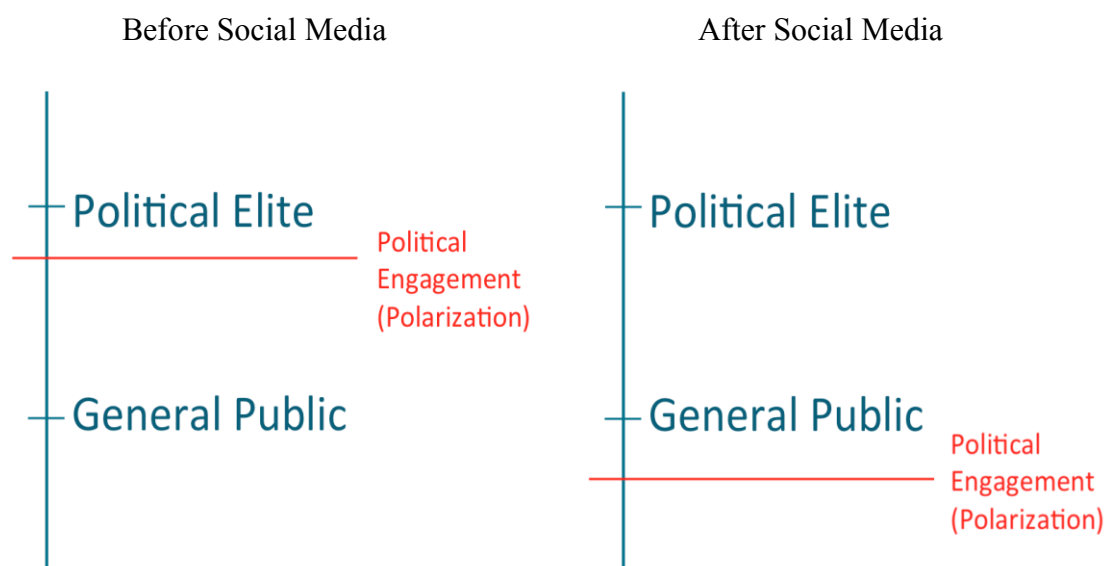 Before Social Media
After Social Media
Political Elite
Political
Engagement
(Polarization)
General Public
Political Elite
General Public
Political
Engagement
(Polarization)